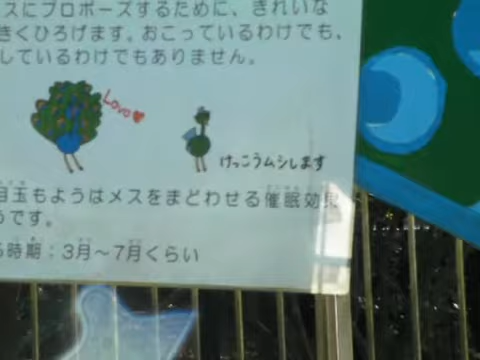 スにプロポーズするために、きれいな
きくひろげます。おこっているわけでも、
しているわけでもありません。
Love
けっこうムシします
目玉もようはメスをまどわせる催眠効果
うです。
る時期：3月～7月くらい